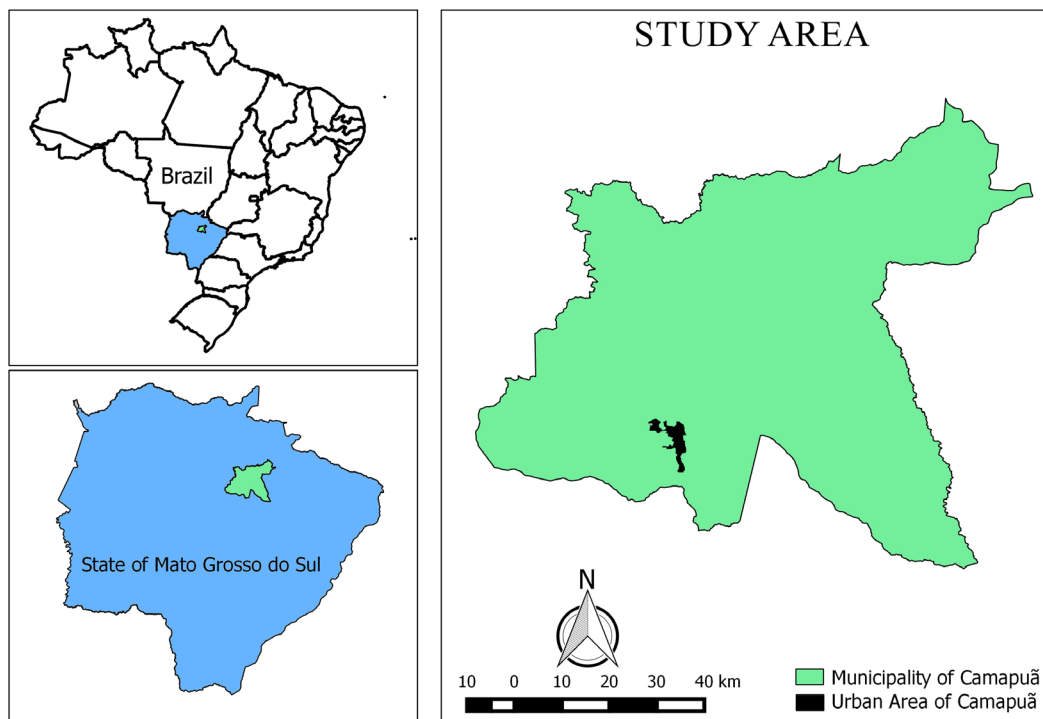 Brazil
State of Mato Grosso do Sul
STUDY AREA
N
10 0 10 20 30 40 km
Municipality of Camapuã
Urban Area of Camapuã